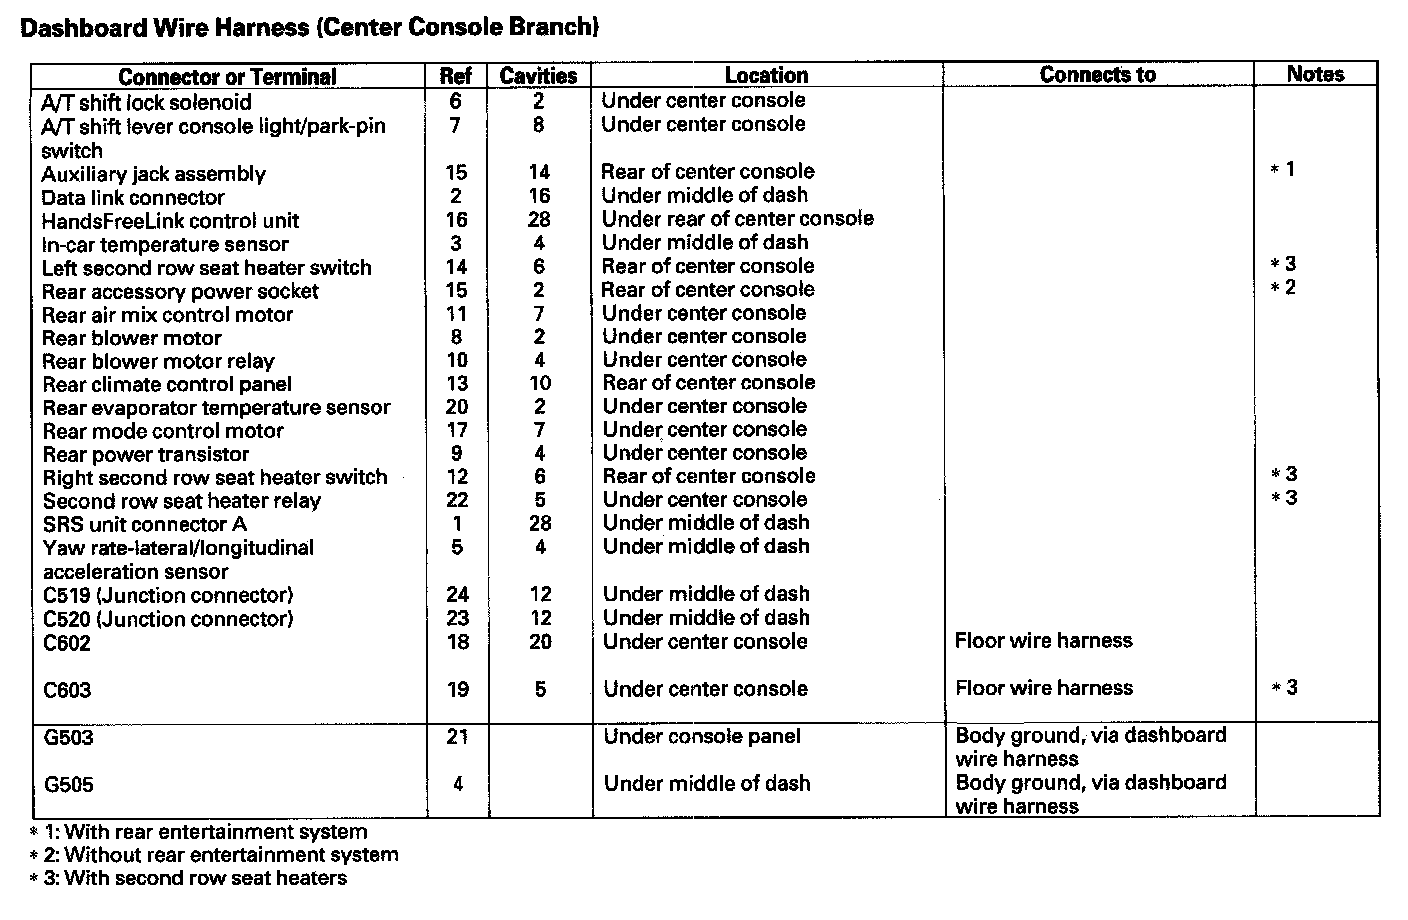 Dashboard Wire Harness (Center Console Branch)
Connector or Terminal Ref Cavities Location Connects to Notes
A/T shift lock solenoid 6 2 Under center console
A/T shift lever console light/park-pin 7 8 Under center console
switch
Auxiliary jack assembly 15 14 Rear of center console * 1
Data link connector 2 16 Under middle of dash
HandsFreeLink control unit 16 28 Under rear of center console
In-car temperature sensor 3 4 Under middle of dash
Left second row seat heater switch 14 6 Rear of center console * 3
Rear accessory power socket 15 2 Rear of center console * 2
Rear air mix control motor 11 7 Under center console
Rear blower motor 8 2 Under center console
Rear blower motor relay 10 4 Under center console
Rear climate control panel 13 10 Rear of center console
Rear evaporator temperature sensor 20 2 Under center console
Rear mode control motor 17 7 Under center console
Rear power transistor 9 4 Under center console
Right second row seat heater switch 12 6 Rear of center console * 3
Second row seat heater relay 22 5 Under center console * 3
SRS unit connector A 1 28 Under middle of dash
Yaw rate-lateral/longitudinal 5 4 Under middle of dash
acceleration sensor
C519 (Junction connector) 24 12 Under middle of dash
C520 (Junction connector) 23 12 Under middle of dash
C602 18 20 Under center console Floor wire harness
C603 19 5 Under center console Floor wire harness * 3
G503 21 Under console panel Body ground, via dashboard
wire harness
G505 4 Under middle of dash Body ground, via dashboard
wire harness
* 1: With rear entertainment system
* 2: Without rear entertainment system
* 3: With second row seat heaters